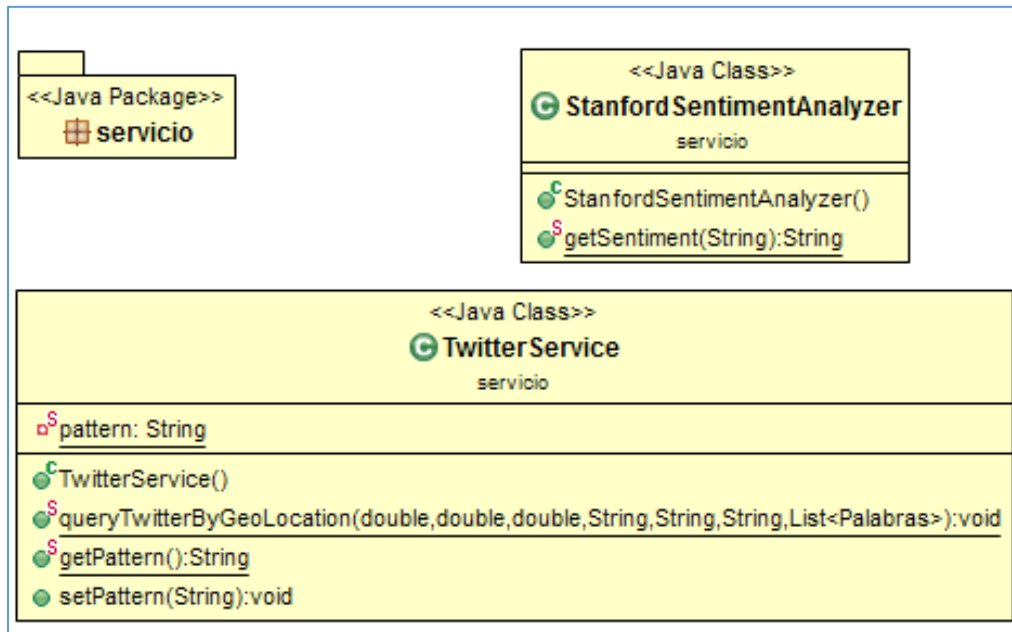 <<Java Package>>
servicio
<<Java Class>>
StanfordSentimentAnalyzer
servicio
StanfordSentimentAnalyzer()
getSentiment(String):String
<<Java Class>>
TwitterService
servicio
pattern: String
TwitterService()
queryTwitterByGeoLocation(double,double,double,String,String,String,List<Palabras>):void
getPattern():String
setPattern(String):void